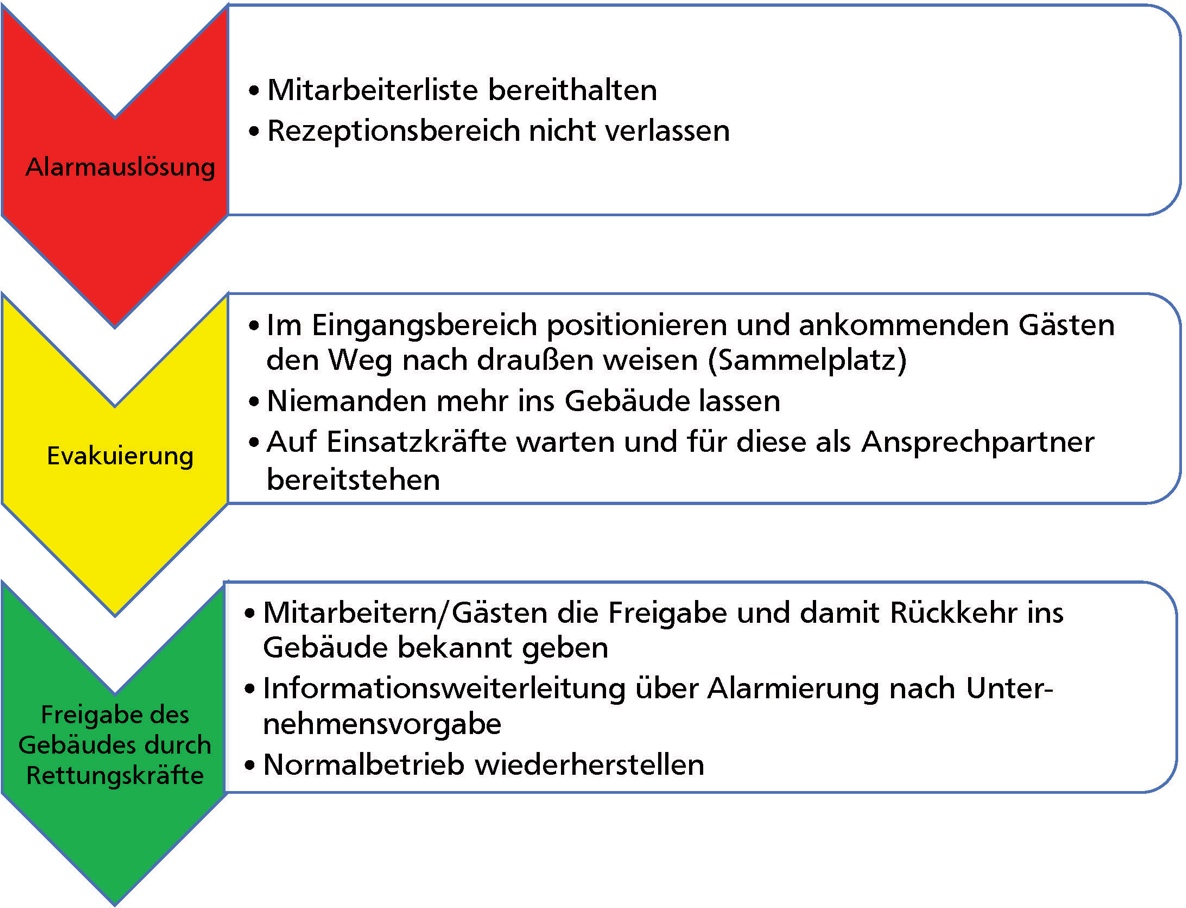 Alarmauslösung
• Mitarbeiterliste bereithalten
• Rezeptionsbereich nicht verlassen
Evakuierung
• Im Eingangsbereich positionieren und ankommenden Gästen
den Weg nach draußen weisen (Sammelplatz)
• Niemanden mehr ins Gebäude lassen
• Auf Einsatzkräfte warten und für diese als Ansprechpartner
bereitstehen
Freigabe des
Gebäudes durch
Rettungskräfte
• Mitarbeitern/Gästen die Freigabe und damit Rückkehr ins
Gebäude bekannt geben
• Informationsweiterleitung über Alarmierung nach Unter-
nehmensvorgabe
• Normalbetrieb wiederherstellen